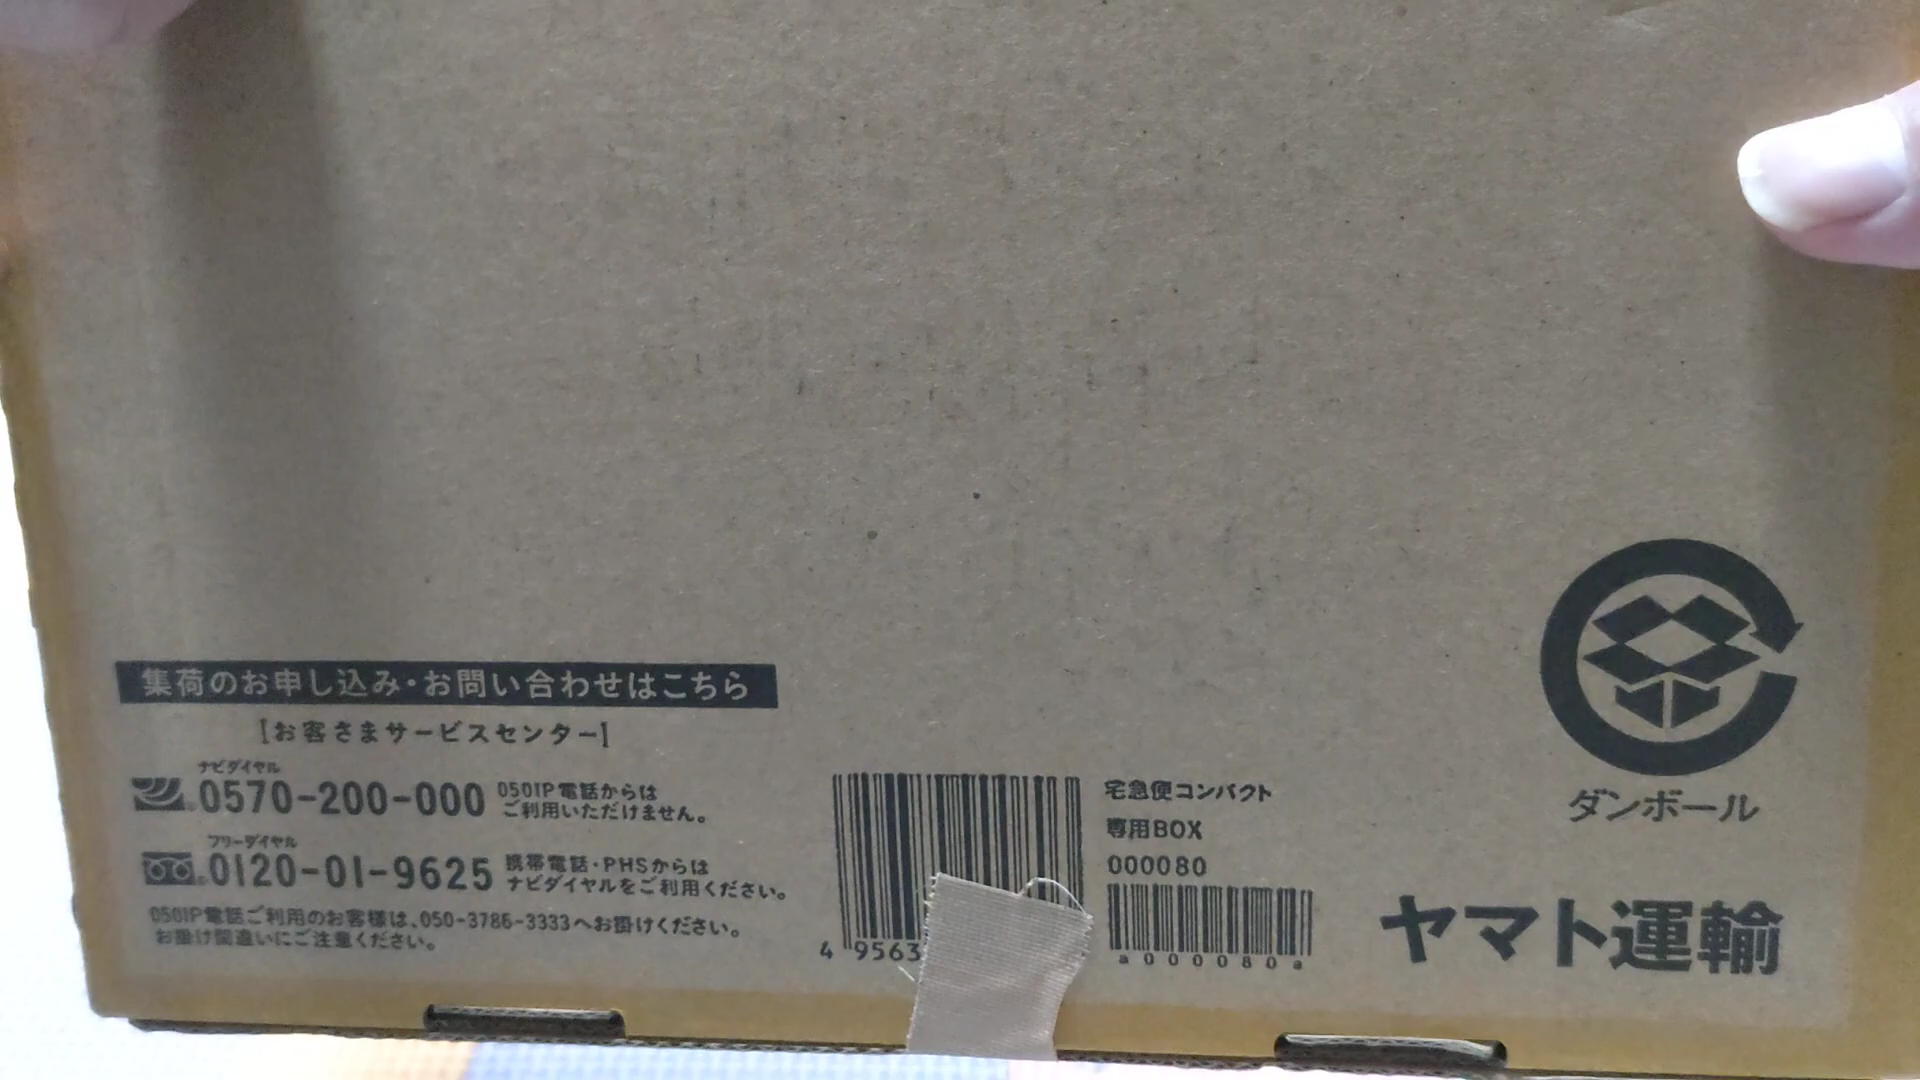 集荷のお申し込み・お問い合わせはこちら
【お客さまサービスセンター】
ナビダイヤル
0570-200-000
050IP電話からは
ご利用いただけません。
フリーダイヤル
0120-01-9625
携帯電話・PHSからは
ナビダイヤルをご利用ください。
050IP電話ご利用のお客様は、050-3786-3333へお掛けください。
お掛け間違いにご注意ください。
4 9563
宅急便コンパクト
専用BOX
000080
a000080a
ダンボール
ヤマト運輸